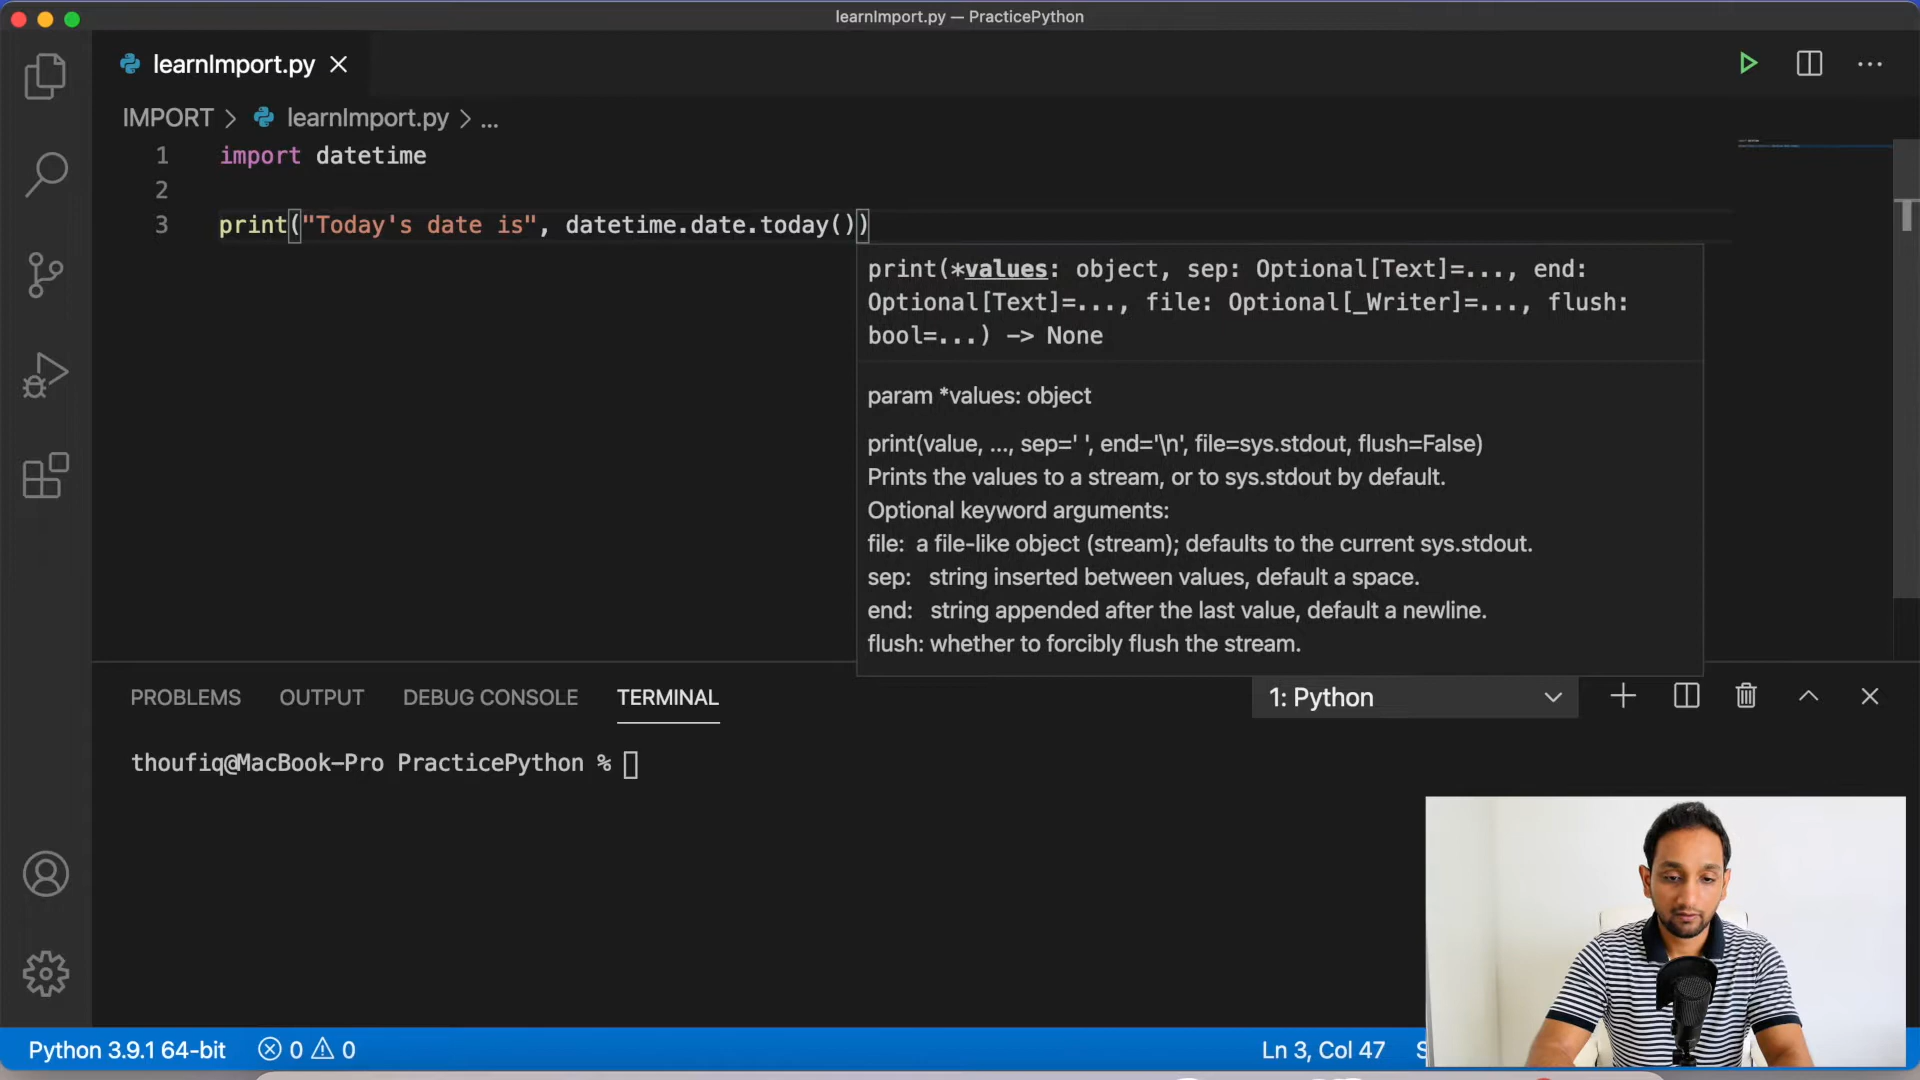 learnImport.py — PracticePython
learnImport.py
IMPORT > learnImport.py > ...
1 import datetime
2
3 print("Today's date is", datetime.date.today())
print(*values: object, sep: Optional[Text]=..., end:
Optional[Text]=..., file: Optional[_Writer]=..., flush:
bool=...) -> None
param *values: object
print(value, ..., sep=' ', end='\n', file=sys.stdout, flush=False)
Prints the values to a stream, or to sys.stdout by default.
Optional keyword arguments:
file: a file-like object (stream); defaults to the current sys.stdout.
sep: string inserted between values, default a space.
end: string appended after the last value, default a newline.
flush: whether to forcibly flush the stream.
PROBLEMS OUTPUT DEBUG CONSOLE TERMINAL 1: Python
thoufiq@MacBook-Pro PracticePython %
Python 3.9.1 64-bit 0 0 Ln 3, Col 47